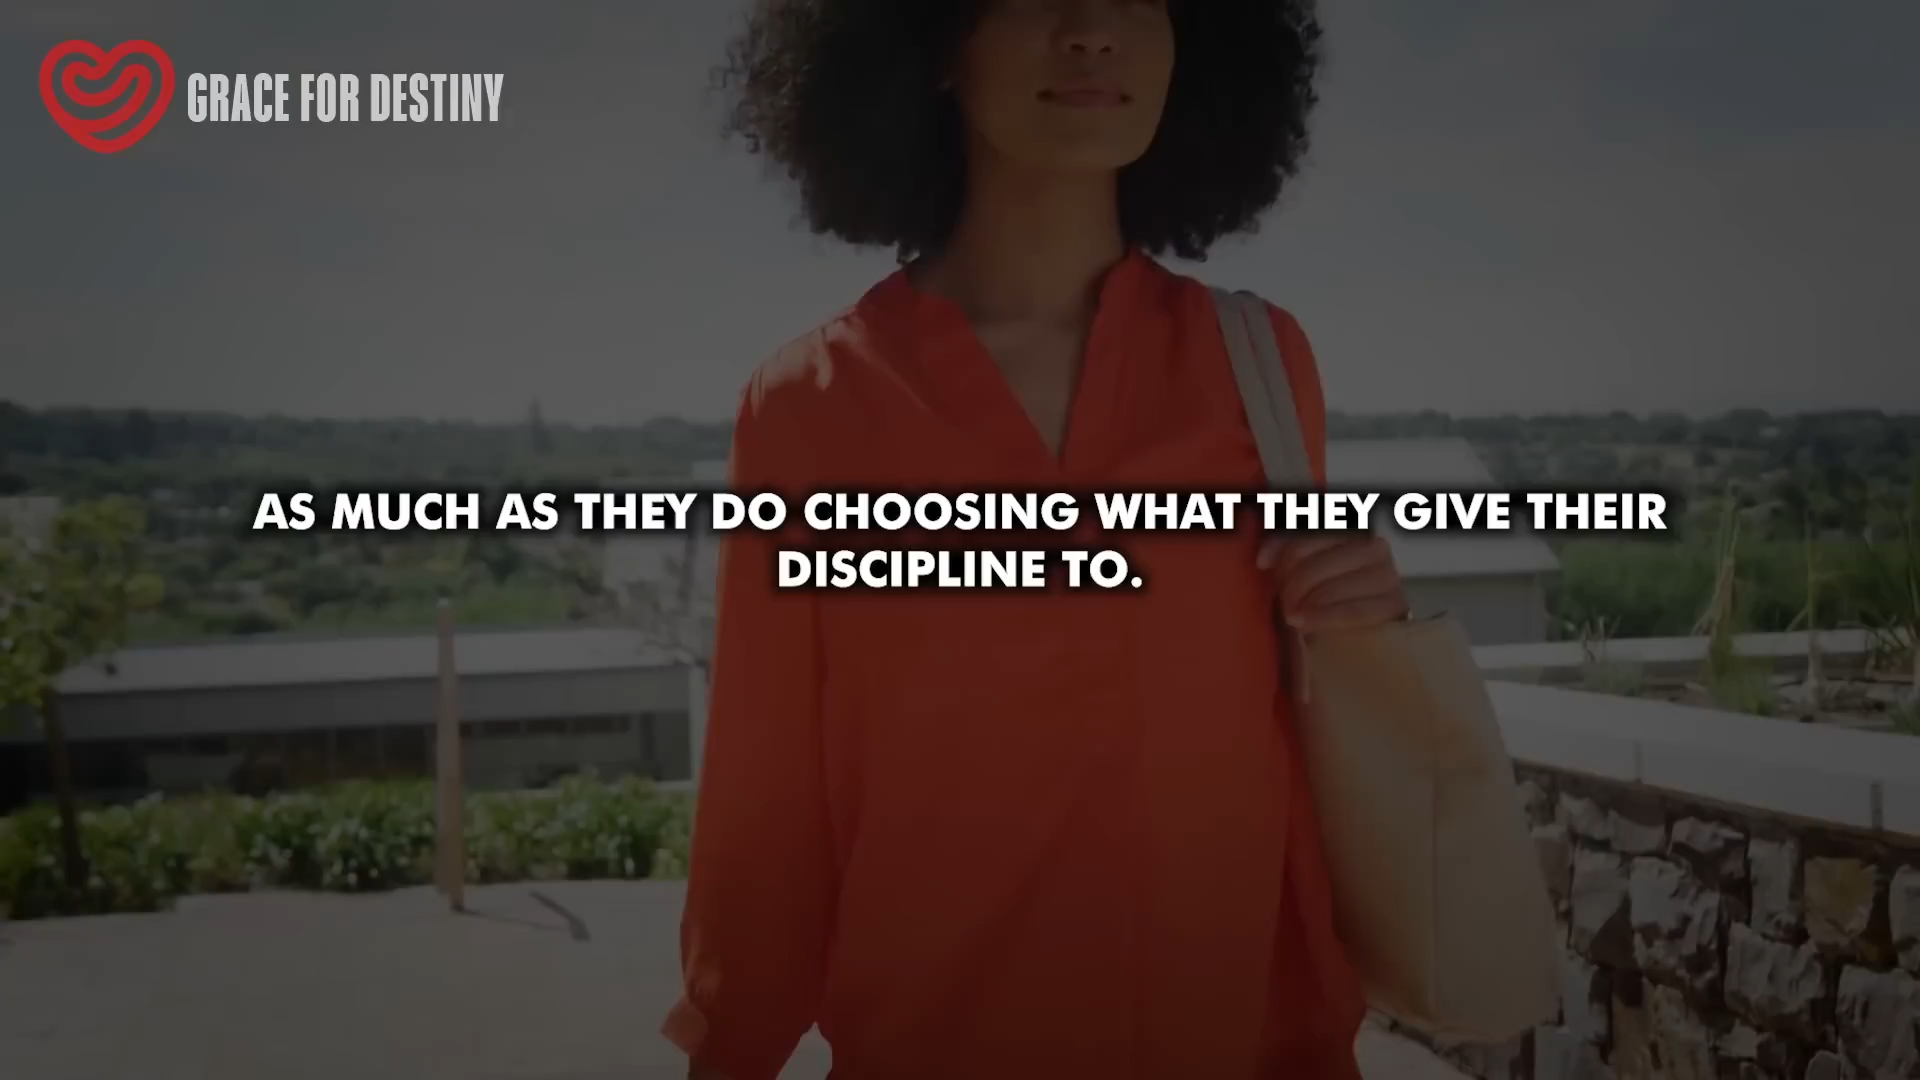 GRACE FOR DESTINY
AS MUCH AS THEY DO CHOOSING WHAT THEY GIVE THEIR
DISCIPLINE TO.